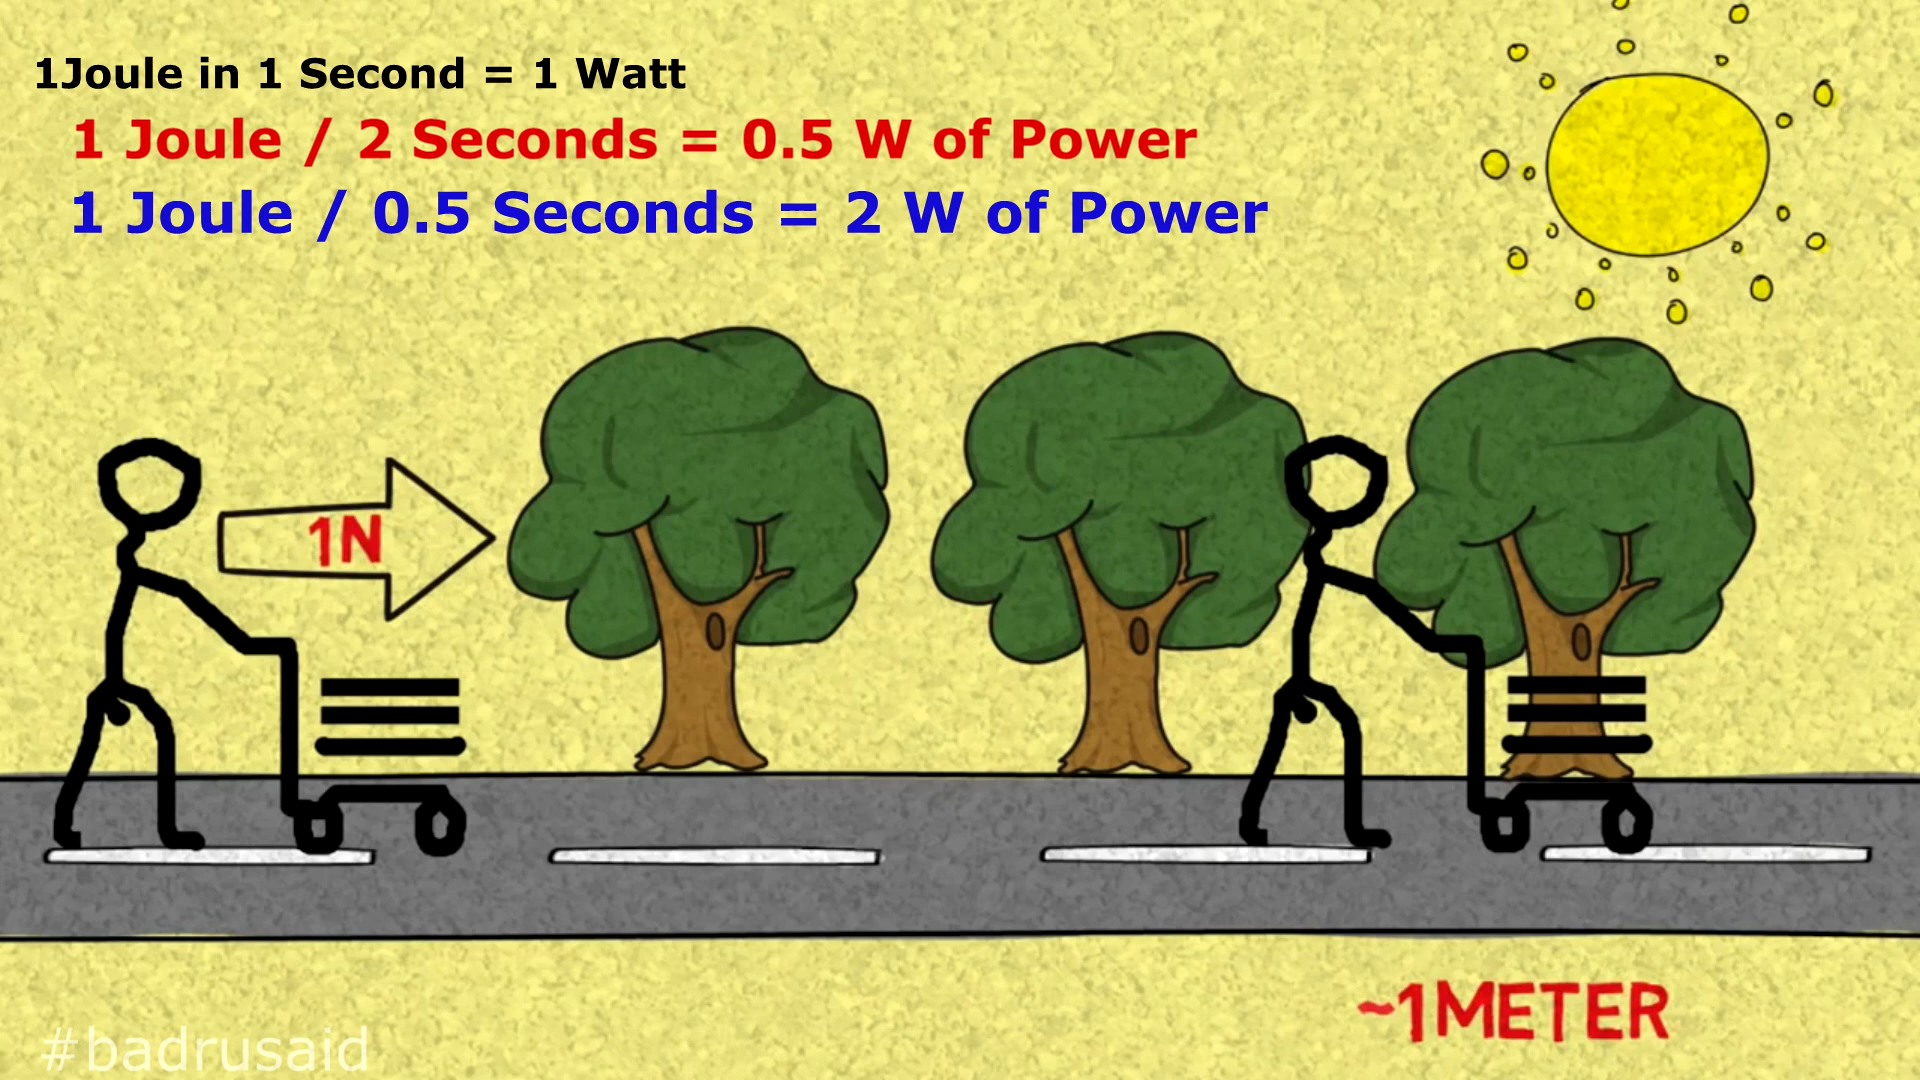 1Joule in 1 Second = 1 Watt
1 Joule / 2 Seconds = 0.5 W of Power
1 Joule / 0.5 Seconds = 2 W of Power
1N
~1METER
#badrusaid